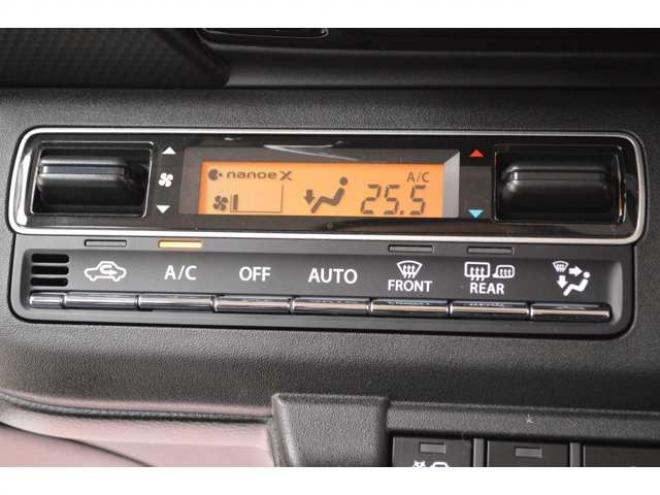 nanoe X
A/C
25.5
A/C OFF AUTO FRONT REAR